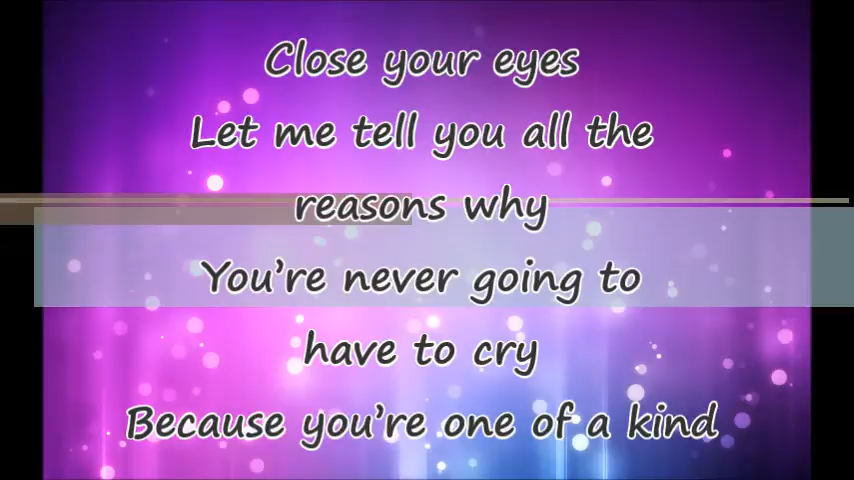 Close your eyes
Let me tell you all the
reasons why
You’re never going to
have to cry
Because you’re one of a kind